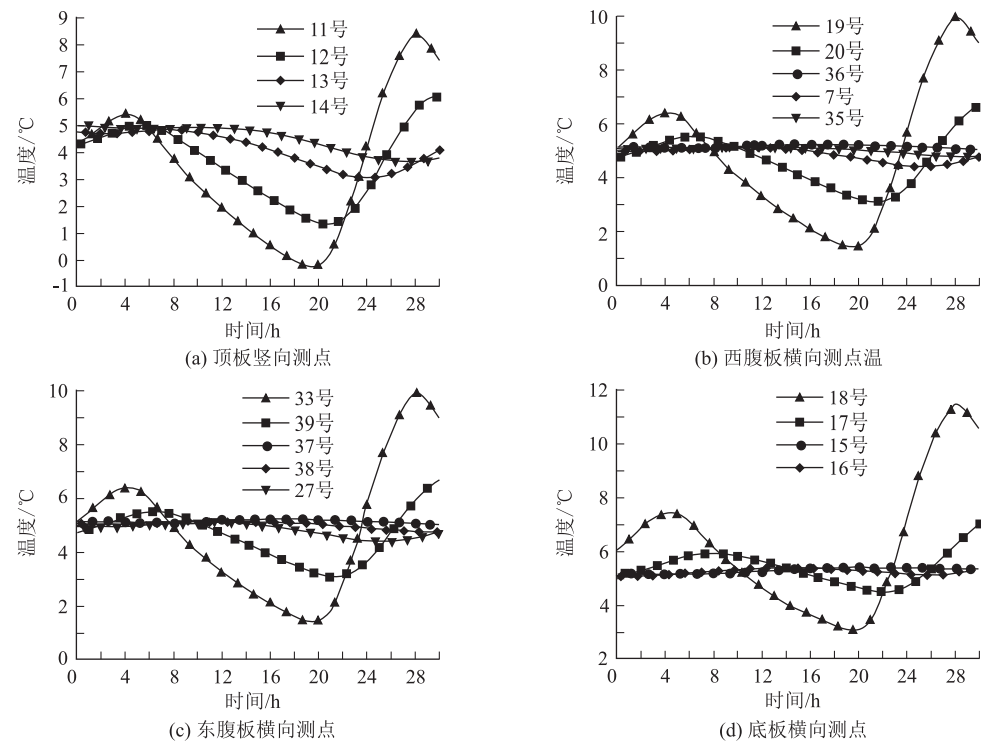 9
8
7
6
5
4
3
2
1
0
-1
温度/℃
11号
12号
13号
14号
0 4 8 12 16 20 24 28
时间/h
(a) 顶板竖向测点
10
8
6
4
2
0
温度/℃
19号
20号
36号
7号
35号
0 4 8 12 16 20 24 28
时间/h
(b) 西腹板横向测点温
10
8
6
4
2
0
温度/℃
33号
39号
37号
38号
27号
0 4 8 12 16 20 24 28
时间/h
(c) 东腹板横向测点
12
10
8
6
4
2
温度/℃
18号
17号
15号
16号
0 4 8 12 16 20 24 28
时间/h
(d) 底板横向测点